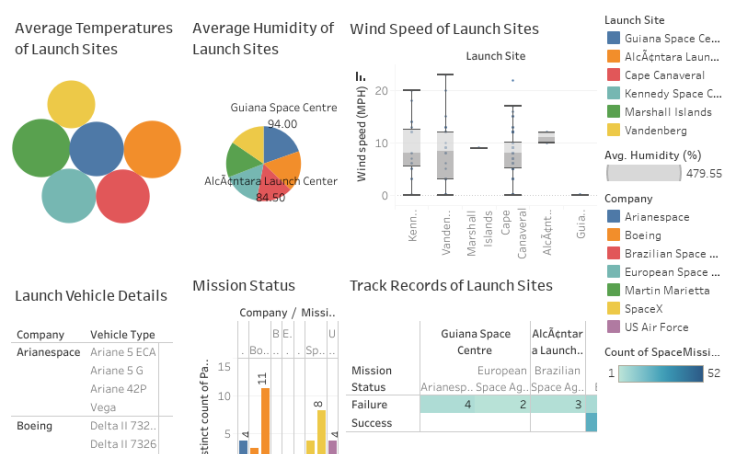 Average Temperatures
of Launch Sites
Average Humidity of
Launch Sites
Guiana Space Centre
94.00
AlcÃ¢ntara Launch Center
84.50
Wind Speed of Launch Sites
Launch Site
Windspeed (MPH)
20
10
0
Kenn..
Vanden..
Marshall
Islands
Cape
Canaveral
AlcÃ¢nt..
Guia..
Launch Site
Guiana Space Ce...
AlcÃ¢ntara Laun...
Cape Canaveral
Kennedy Space C...
Marshall Islands
Vandenberg
Avg. Humidity (%)
479.55
Company
Arianespace
Boeing
Brazilian Space ...
European Space ...
Martin Marietta
SpaceX
US Air Force
Count of SpaceMissi...
1 52
Launch Vehicle Details
Company Vehicle Type
Arianespace Ariane 5 ECA
Ariane 5 G
Ariane 42P
Vega
Boeing Delta II 732..
Delta II 7326
Mission Status
Company / Missi..
B E. U
. Bo.. . . Sp.. .
stinct count of Pa..
15
10
5
4
11
8
4
Track Records of Launch Sites
Guiana Space
Centre
AlcÃ¢ntar
a Launch..
Mission
Status
European
Brazilian
Arianesp.. Space Ag.. Space Ag..
Failure 4 2 3
Success